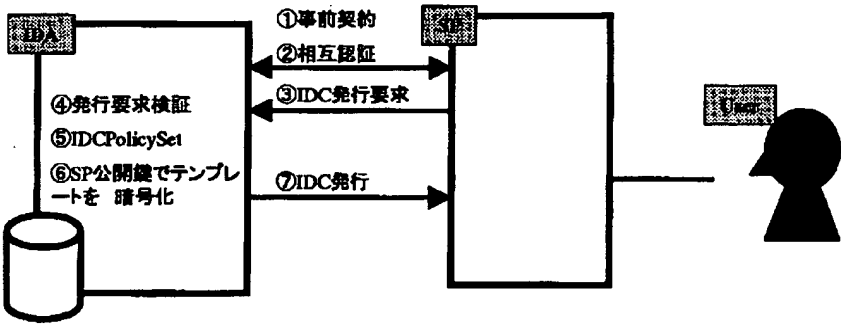 IDA
①事前契約
SP
②相互認証
③IDC発行要求
④発行要求検証
⑤IDCPolicySet
⑥SP公開鍵でテンプレ
ートを 暗号化
⑦IDC発行
User